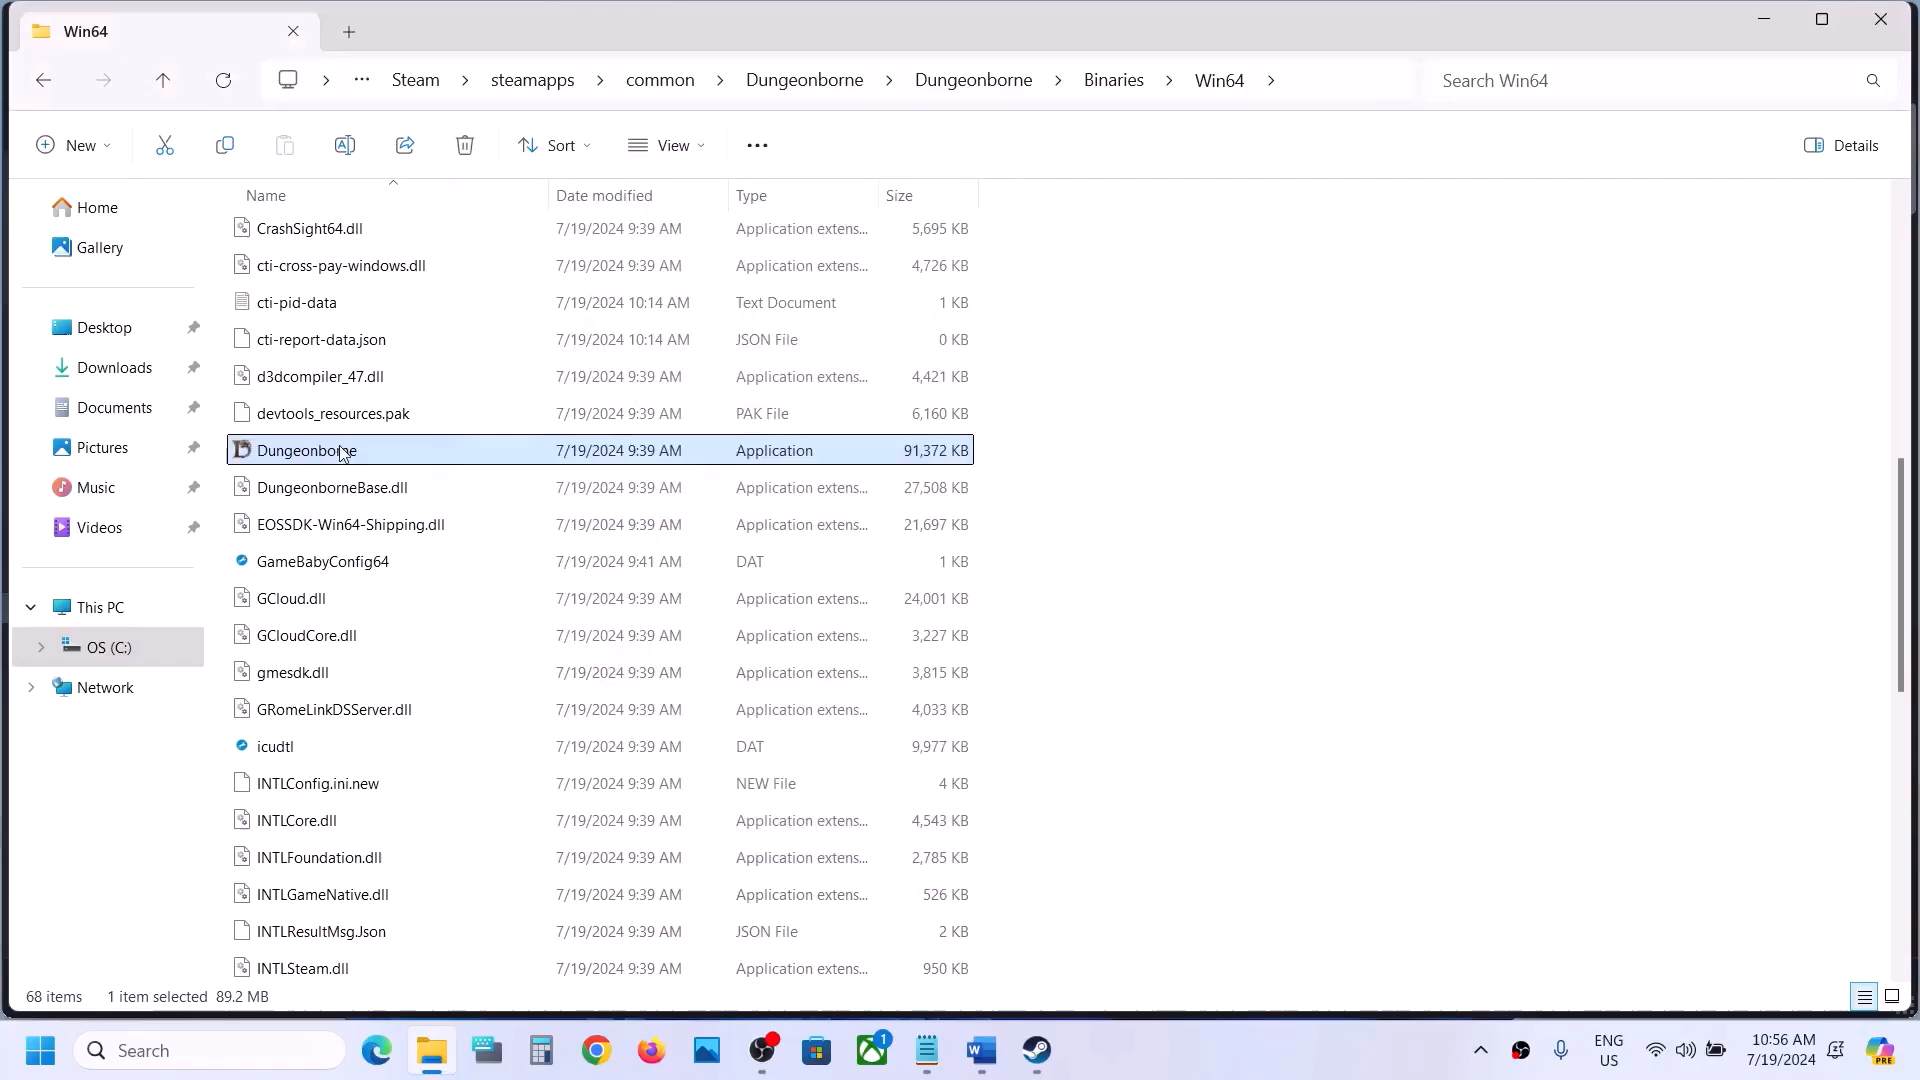 Win64
Steam steamapps common Dungeonborne Dungeonborne Binaries Win64
Search Win64
New
Sort
View
Details
Name Date modified Type Size
Home
Gallery
Desktop
Downloads
Documents
Pictures
Music
Videos
This PC
OS (C:)
Network
CrashSight64.dll 7/19/2024 9:39 AM Application extens... 5,695 KB
cti-cross-pay-windows.dll 7/19/2024 9:39 AM Application extens... 4,726 KB
cti-pid-data 7/19/2024 10:14 AM Text Document 1 KB
cti-report-data.json 7/19/2024 10:14 AM JSON File 0 KB
d3dcompiler_47.dll 7/19/2024 9:39 AM Application extens... 4,421 KB
devtools_resources.pak 7/19/2024 9:39 AM PAK File 6,160 KB
Dungeonborne 7/19/2024 9:39 AM Application 91,372 KB
DungeonborneBase.dll 7/19/2024 9:39 AM Application extens... 27,508 KB
EOSSDK-Win64-Shipping.dll 7/19/2024 9:39 AM Application extens... 21,697 KB
GameBabyConfig64 7/19/2024 9:41 AM DAT 1 KB
GCloud.dll 7/19/2024 9:39 AM Application extens... 24,001 KB
GCloudCore.dll 7/19/2024 9:39 AM Application extens... 3,227 KB
gmesdk.dll 7/19/2024 9:39 AM Application extens... 3,815 KB
GRomeLinkDSServer.dll 7/19/2024 9:39 AM Application extens... 4,033 KB
icudtl 7/19/2024 9:39 AM DAT 9,977 KB
INTLConfig.ini.new 7/19/2024 9:39 AM NEW File 4 KB
INTLCore.dll 7/19/2024 9:39 AM Application extens... 4,543 KB
INTLFoundation.dll 7/19/2024 9:39 AM Application extens... 2,785 KB
INTLGameNative.dll 7/19/2024 9:39 AM Application extens... 526 KB
INTLResultMsg.Json 7/19/2024 9:39 AM JSON File 2 KB
INTLSteam.dll 7/19/2024 9:39 AM Application extens... 950 KB
68 items 1 item selected 89.2 MB
Search
1
ENG
US
10:56 AM
7/19/2024
PRE